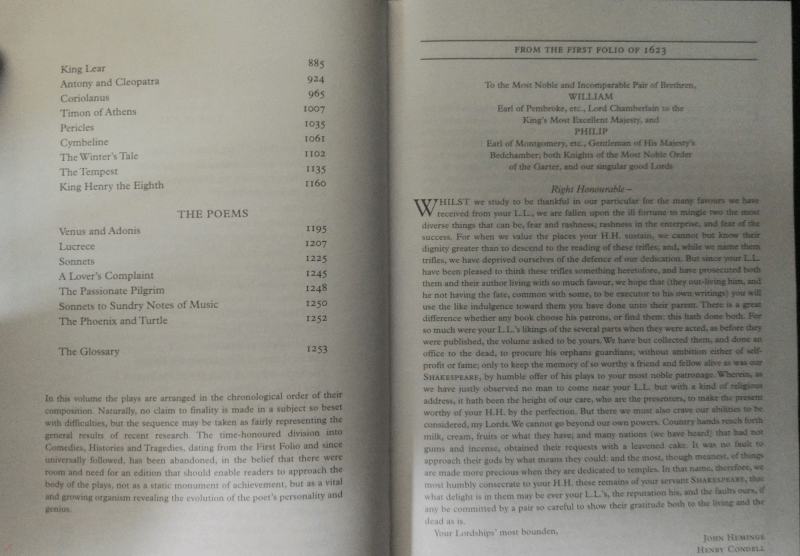 King Lear 885
Antony and Cleopatra 924
Coriolanus 965
Timon of Athens 1007
Pericles 1035
Cymbeline 1061
The Winter's Tale 1102
The Tempest 1135
King Henry the Eighth 1160
THE POEMS
Venus and Adonis 1195
Lucrece 1207
Sonnets 1225
A Lover's Complaint 1245
The Passionate Pilgrim 1248
Sonnets to Sundry Notes of Music 1250
The Phoenix and Turtle 1252
The Glossary 1253
In this volume the plays are arranged in the chronological order of their
composition. Naturally, no claim to finality is made in a subject so beset
with difficulties, but the sequence may be taken as fairly representing the
general results of recent research. The time-honoured division into
Comedies, Histories and Tragedies, dating from the First Folio and since
universally followed, has been abandoned, in the belief that there were
room and need for an edition that should enable readers to approach the
body of the plays, not as a static monument of achievement, but as a vital
and growing organism revealing the evolution of the poet's personality and
genius.
FROM THE FIRST FOLIO OF 1623
To the Most Noble and Incomparable Pair of Brethren,
WILLIAM
Earl of Pembroke, etc., Lord Chamberlain to the
King's Most Excellent Majesty, and
PHILIP
Earl of Montgomery, etc., Gentleman of His Majesty's
Bedchamber; both Knights of the Most Noble Order
of the Garter, and our singular good Lords
Right Honourable –
WHILST we study to be thankful in our particular for the many favours we have
received from your L.L., we are fallen upon the ill fortune to mingle two the most
diverse things that can be, fear and rashness; rashness in the enterprise, and fear of the
success. For when we value the places your H.H. sustain, we cannot but know their
dignity greater than to descend to the reading of these trifles; and, while we name them
trifles, we have deprived ourselves of the defence of our dedication. But since your L.L.
have been pleased to think these trifles something heretofore, and have prosecuted both
them and their author living with so much favour, we hope that (they out-living him, and
he not having the fate, common with some, to be executor to his own writings) you will
use the like indulgence toward them you have done unto their parent. There is a great
difference whether any book choose his patrons, or find them: this hath done both. For
so much were your L.L.'s likings of the several parts when they were acted, as before they
were published, the volume asked to be yours. We have but collected them, and done an
office to the dead, to procure his orphans guardians; without ambition either of self-
profit or fame; only to keep the memory of so worthy a friend and fellow alive as was our
SHAKESPEARE, by humble offer of his plays to your most noble patronage. Wherein, as
we have justly observed no man to come near your L.L. but with a kind of religious
address, it hath been the height of our care, who are the presenters, to make the present
worthy of your H.H. by the perfection. But there we must also crave our abilities to be
considered, my Lords. We cannot go beyond our own powers. Country hands reach forth
milk, cream, fruits or what they have; and many nations (we have heard) that had not
gums and incense, obtained their requests with a leavened cake. It was no fault to
approach their gods by what means they could: and the most, though meanest, of things
are made more precious when they are dedicated to temples. In that name, therefore, we
most humbly consecrate to your H.H. these remains of your servant SHAKESPEARE, that
what delight is in them may be ever your L.L.'s, the reputation his, and the faults ours, if
any be committed by a pair so careful to show their gratitude both to the living and the
dead as is.
Your Lordships' most bounden,
JOHN HEMINGE
HENRY CONDELL